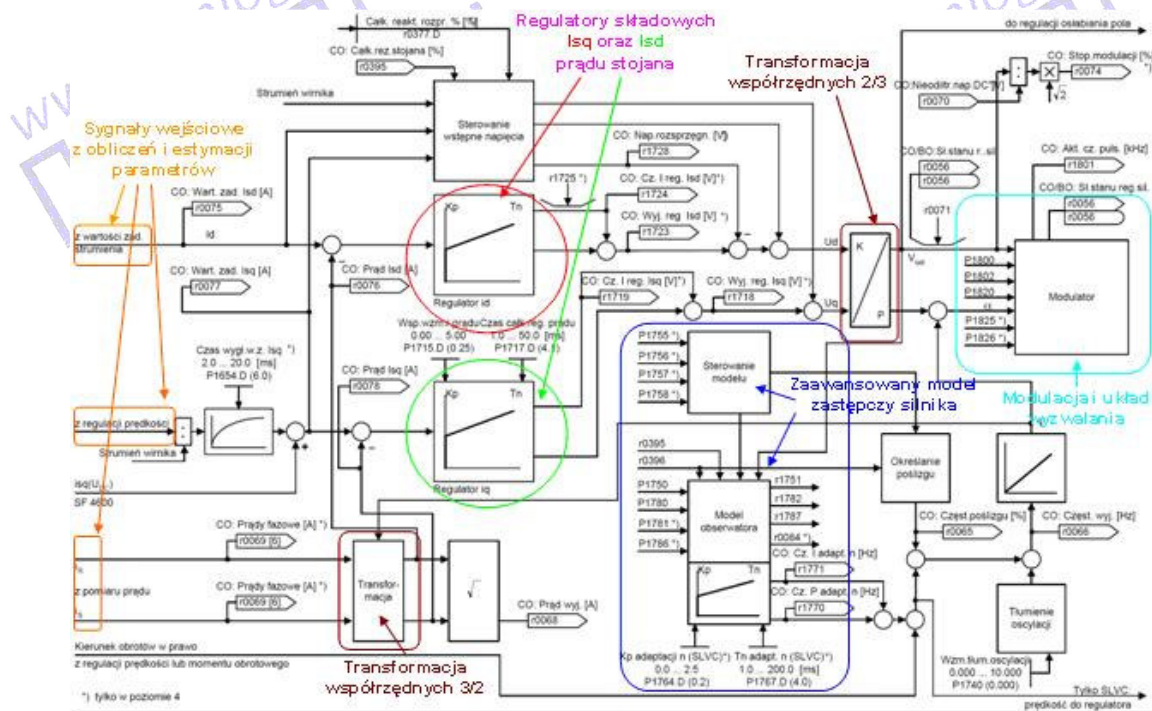 Całk. reakt. rozpr. % [%]
r0377.D
CO: Całk.rez.stojana [%]
r0395
Strumień wirnika
Sterowanie
wstępne napięcia
Regulatory składowych
Isq oraz Isd
prądu stojana
Transformacja
współrzędnych 2/3
do regulacji osłabiania pola
CO: Stop.modulacji [%]
r0074 *)
√2
r0070
Sygnały wejściowe
z obliczeń i estymacji
parametrów
CO: Nap.rozsprzęgn. [V]
r1728
r1725 *)
CO: Cz. I reg. Isd [V]*)
r1724
CO: Wyj. reg. Isd [V] *)
r1723
CO/BO: Sł.stanu r..sil
r0056
r0056
CO: Akt. cz. puls. [kHz]
r1801
CO/BO: Sł.stanu reg.sil.
r0056
r0056
r0071
CO: Wart. zad. Isd [A]
r0075
z wartości zad.
strumienia
id
Kp Tn
Regulator id
Ud
K
P
Uq
P1800
P1802
P1820
P1825 *)
P1826 *)
Modulator
CO: Wart. zad. Isq [A]
r0077
CO: Prąd Isd [A]
r0076
CO: Cz. I reg. Isq [V]*)
r1719
CO: Wyj. reg. Isq [V]*)
r1718
Wsp.wzmr.prądu
0.00 ... 5.00
P1715.D (0.25)
Czas całk.reg. prądu
1.0 ... 50.0 [ms]
P1717.D (4.1)
Czas wygł.w.z. Isq *)
2.0 ... 20.0 [ms]
P1654.D (6.0)
CO: Prąd Isq [A]
r0078
Kp Tn
Regulator iq
P1755 *)
P1756 *)
P1757 *)
P1758 *)
Sterowanie
modelu
Zaawansowany model
zastępczy silnika
Modulacja i układ
wyzwalania
z regulacji prędkości
Strumień wirnika
SF 4600
r0395
r0396
P1750
P1780
P1781 *)
P1786 *)
Model
obserwatora
r1751
r1782
r1787
r0084 *)
Określanie
poślizgu
CO: Częst.poślizgu [%]
r0065
CO: Częst. wyj. [Hz]
r0066
CO: Cz. I adapt. n [Hz]
r1771
CO: Cz. P adapt. n [Hz]
r1770
Kp Tn
CO: Prądy fazowe [A] *)
r0069 [6]
z pomiaru prądu
CO: Prądy fazowe [A] *)
r0069 [6]
Transfor-
macja
√
CO: Prąd wyj. [A]
r0068
Tłumienie
oscylacji
Kierunek obrotów w prawo
z regulacji prędkości lub momentu obrotowego
Transformacja
współrzędnych 3/2
Kp adaplacji n (SLVC)*)
0.0 ... 2.5
P1764.D (0.2)
Tn adapt. n (SLVC)*)
1.0 ... 200.0 [ms]
P1767.D (4.0)
Wzm.tłum.oscylacji
0.000 ... 10.000
P1740 (0.000)
*) tylko w poziomie 4
Tylko SLVC:
prędkość do regulatora